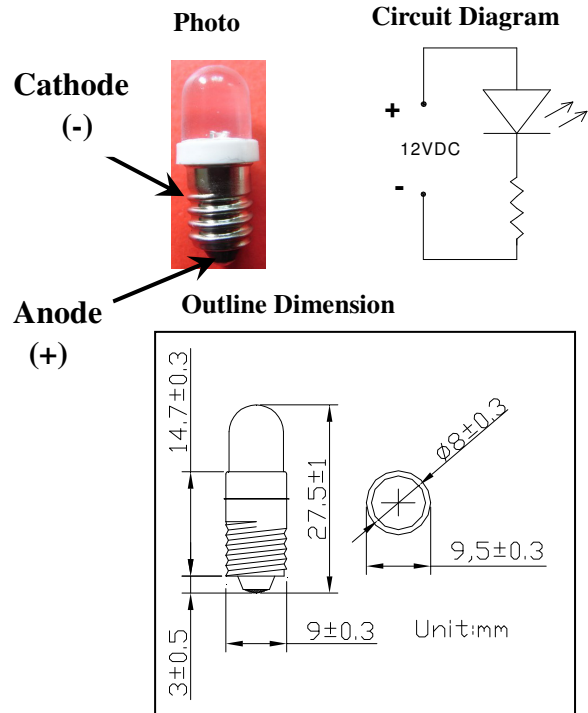 Photo
Circuit Diagram
Cathode
(-)
+
12VDC
-
Anode
(+)
Outline Dimension
14.7±0.3
27.5±1
ø8±0.3
9,5±0.3
9±0.3
Unit:mm
3±0.5